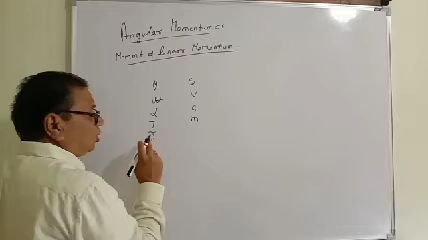 Angular Momentum :-
Moment of Linear Momentum
θ S
ω V
α a
I m
τ